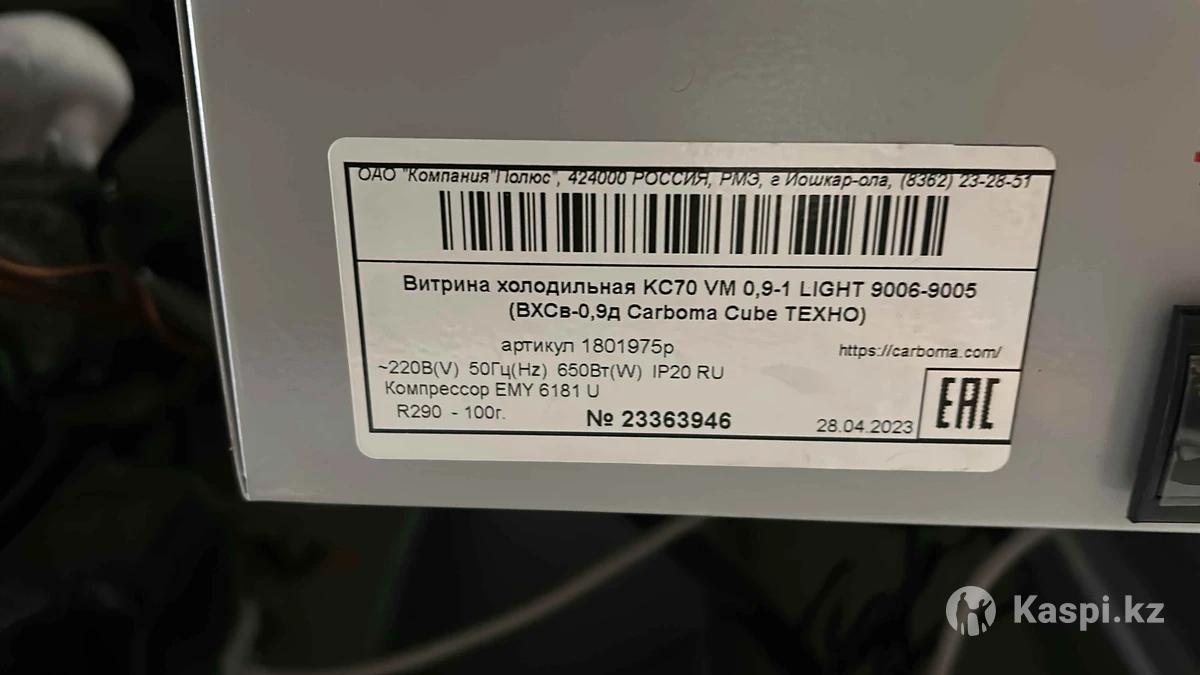 ОАО "Компания"Полюс", 424000 РОССИЯ, РМЭ, г Йошкар-ола, (8362) 23-28-51
Витрина холодильная КС70 VM 0,9-1 LIGHT 9006-9005
(ВХСв-0,9д Carboma Cube ТЕХНО)
артикул 1801975р
https://carboma.com/
~220В(V) 50Гц(Hz) 650Вт(W) IP20 RU
Компрессор EMY 6181 U
R290 - 100г.
№ 23363946
28.04.2023
EAC
Kaspi.kz